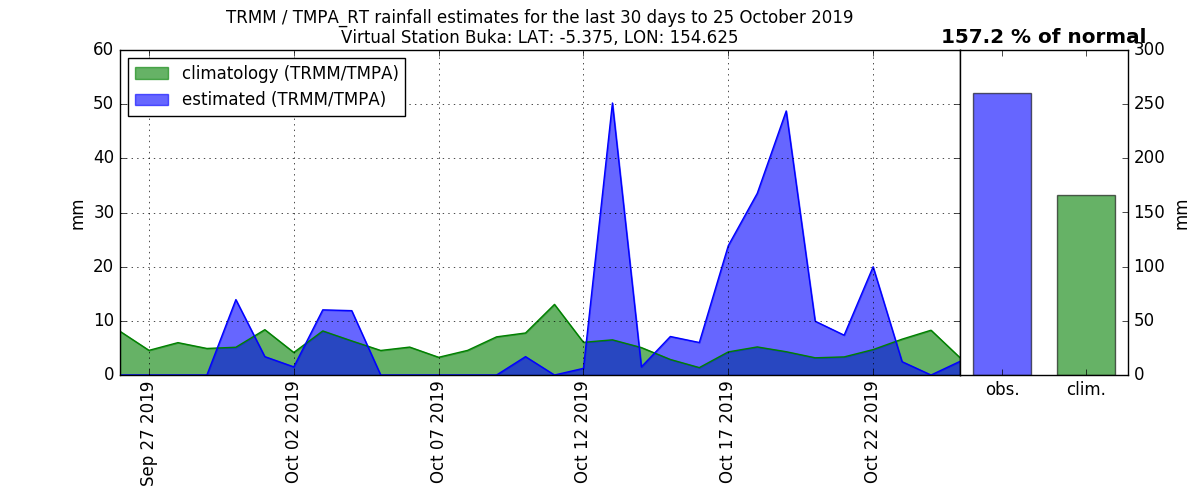 TRMM / TMPA_RT rainfall estimates for the last 30 days to 25 October 2019
Virtual Station Buka: LAT: -5.375, LON: 154.625
157.2 % of normal
climatology (TRMM/TMPA)
estimated (TRMM/TMPA)
60
50
40
30
20
10
0
mm
Sep 27 2019
Oct 02 2019
Oct 07 2019
Oct 12 2019
Oct 17 2019
Oct 22 2019
300
250
200
150
100
50
0
mm
obs.
clim.